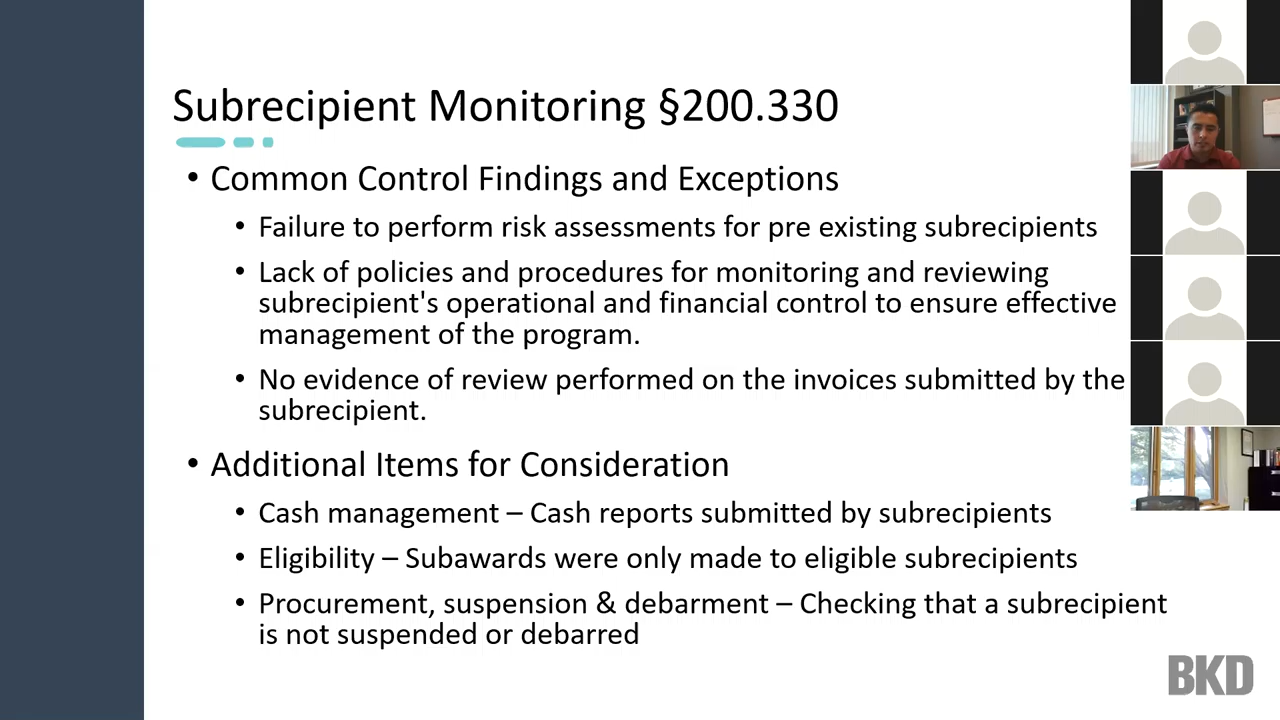 Subrecipient Monitoring §200.330
• Common Control Findings and Exceptions
• Failure to perform risk assessments for pre existing subrecipients
• Lack of policies and procedures for monitoring and reviewing
subrecipient's operational and financial control to ensure effective
management of the program.
• No evidence of review performed on the invoices submitted by the
subrecipient.
• Additional Items for Consideration
• Cash management – Cash reports submitted by subrecipients
• Eligibility – Subawards were only made to eligible subrecipients
• Procurement, suspension & debarment – Checking that a subrecipient
is not suspended or debarred
BKD